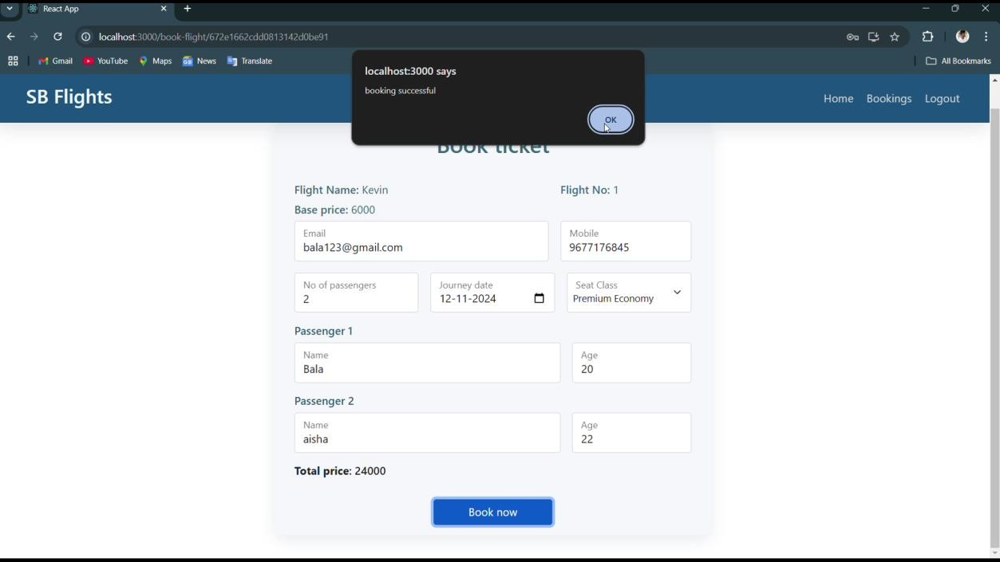 React App
localhost:3000/book-flight/672e1662cdd0813142d0be91
Gmail YouTube Maps News Translate All Bookmarks
localhost:3000 says
booking successful
OK
SB Flights
Home Bookings Logout
Book ticket
Flight Name: Kevin Flight No: 1
Base price: 6000
Email Mobile
bala123@gmail.com 9677176845
No of passengers Journey date Seat Class
2 12-11-2024 Premium Economy
Passenger 1
Name Age
Bala 20
Passenger 2
Name Age
aisha 22
Total price: 24000
Book now